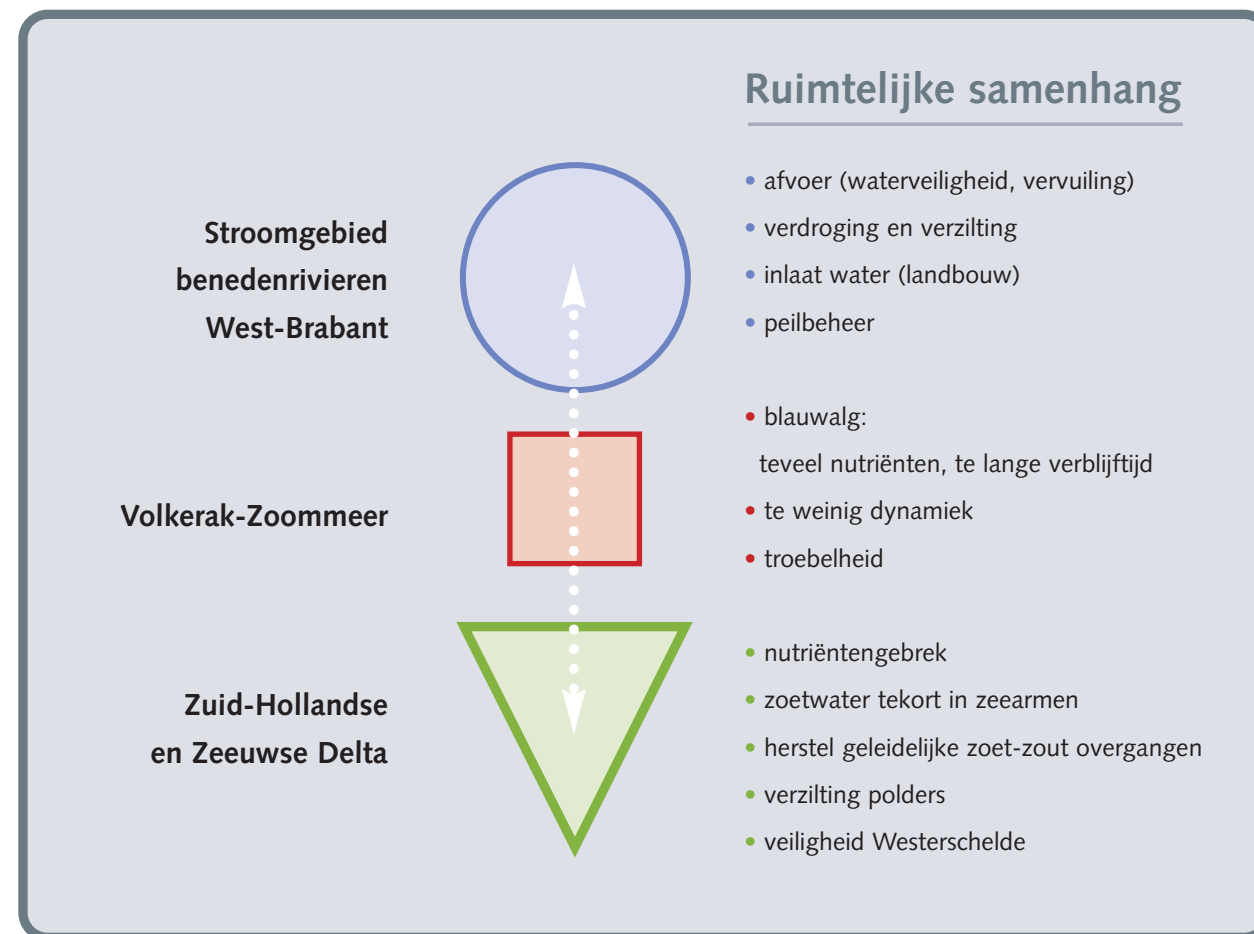 Ruimtelijke samenhang
Stroomgebied
benedenrivieren
West-Brabant
• afvoer (waterveiligheid, vervuiling)
• verdroging en verzilting
• inlaat water (landbouw)
• peilbeheer
Volkerak-Zoommeer
• blauwalg:
teveel nutriënten, te lange verblijftijd
• te weinig dynamiek
• troebelheid
Zuid-Hollandse
en Zeeuwse Delta
• nutriëntengebrek
• zoetwater tekort in zeearmen
• herstel geleidelijke zoet-zout overgangen
• verzilting polders
• veiligheid Westerschelde